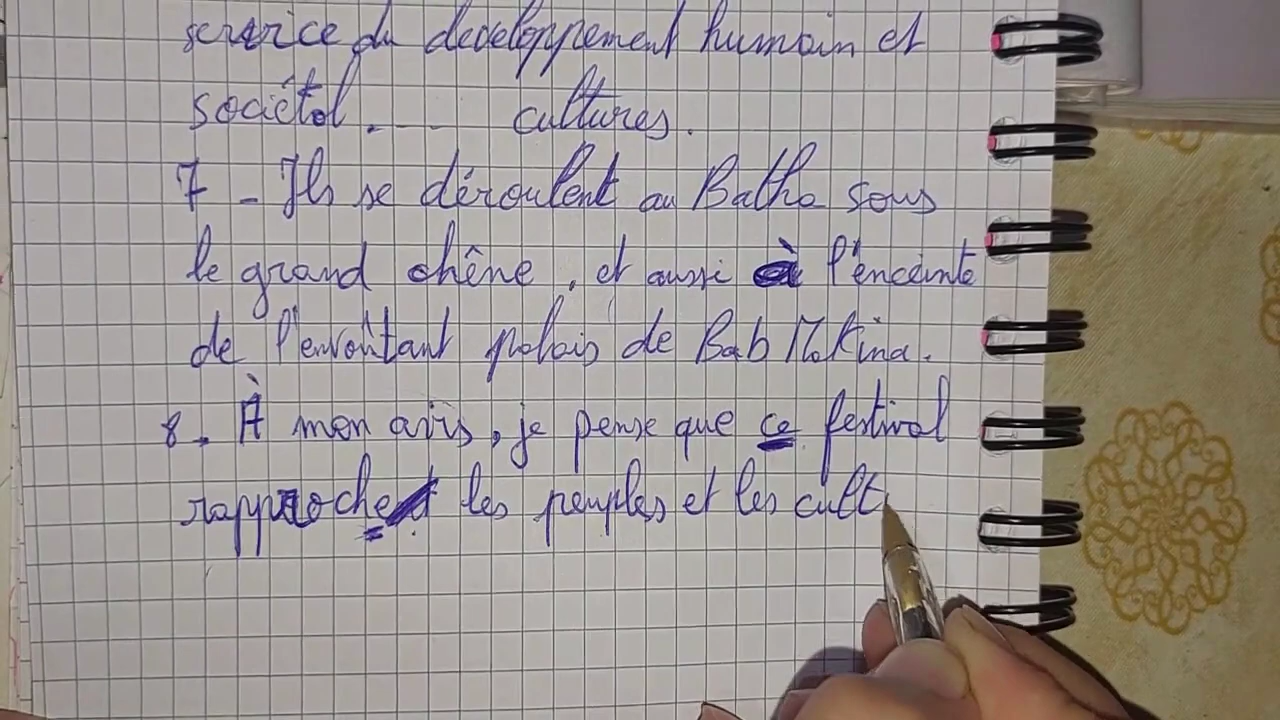 service du developpement humain et
sociétal. ... cultures.
7 - Ils se déroulent au Batha sous
le grand chêne, et aussi à l'enceinte
de l'envoûtant palais de Bab Makina.
8. À mon avis, je pense que ce festival
rapproche les peuples et les cult